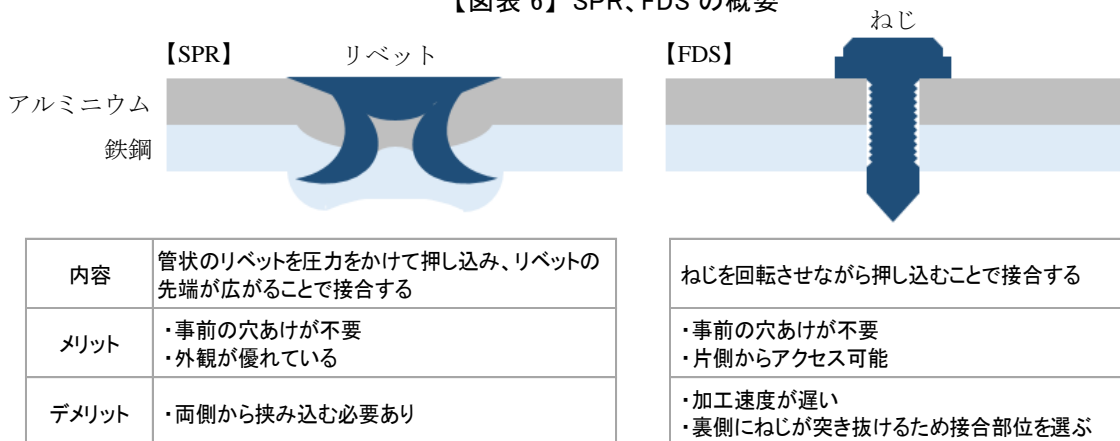 【図表 6】 SPR、FDS の概要
【SPR】
リベット
アルミニウム
鉄鋼
【FDS】
ねじ
内容
管状のリベットを圧力をかけて押し込み、リベットの
先端が広がることで接合する
ねじを回転させながら押し込むことで接合する
メリット
・事前の穴あけが不要
・外観が優れている
・事前の穴あけが不要
・片側からアクセス可能
デメリット
・両側から挟み込む必要あり
・加工速度が遅い
・裏側にねじが突き抜けるため接合部位を選ぶ